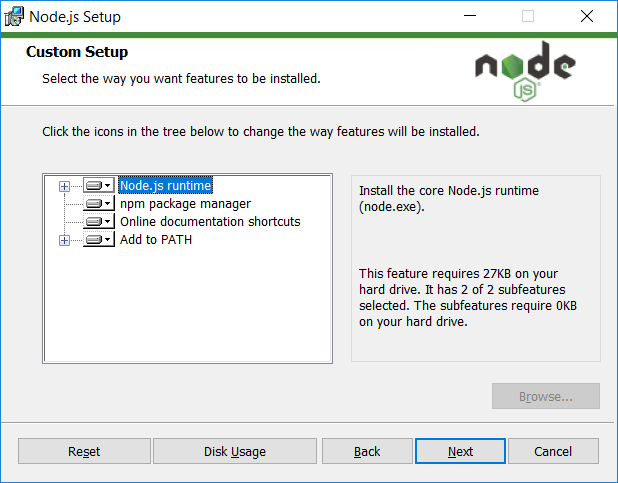 Node.js Setup
Custom Setup
Select the way you want features to be installed.
node
JS
Click the icons in the tree below to change the way features will be installed.
Node.js runtime
npm package manager
Online documentation shortcuts
Add to PATH
Install the core Node.js runtime
(node.exe).
This feature requires 27KB on your
hard drive. It has 2 of 2 subfeatures
selected. The subfeatures require 0KB
on your hard drive.
Browse...
Reset
Disk Usage
Back
Next
Cancel